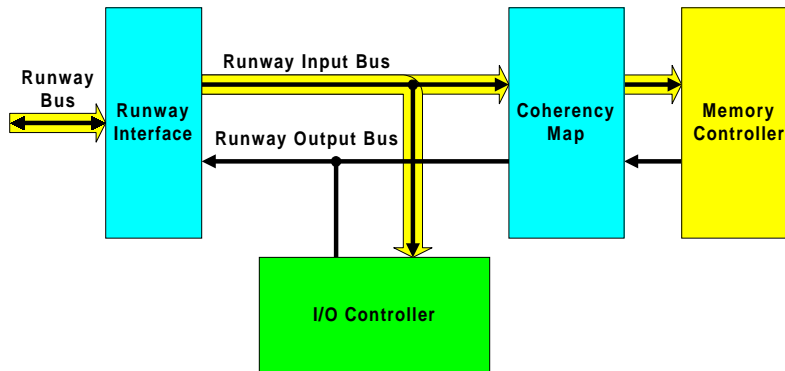 Runway
Bus
Runway
Interface
Runway Input Bus
Runway Output Bus
Coherency
Map
Memory
Controller
I/O Controller